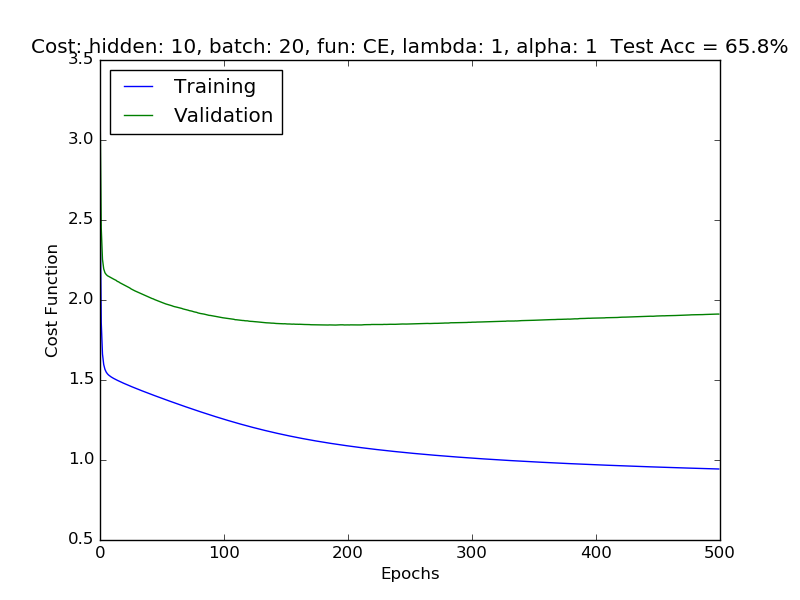 Cost: hidden: 10, batch: 20, fun: CE, lambda: 1, alpha: 1  Test Acc = 65.8%
3.5
Training
Validation
3.0
2.5
2.0
1.5
1.0
0.5
Cost Function
0 100 200 300 400 500
Epochs